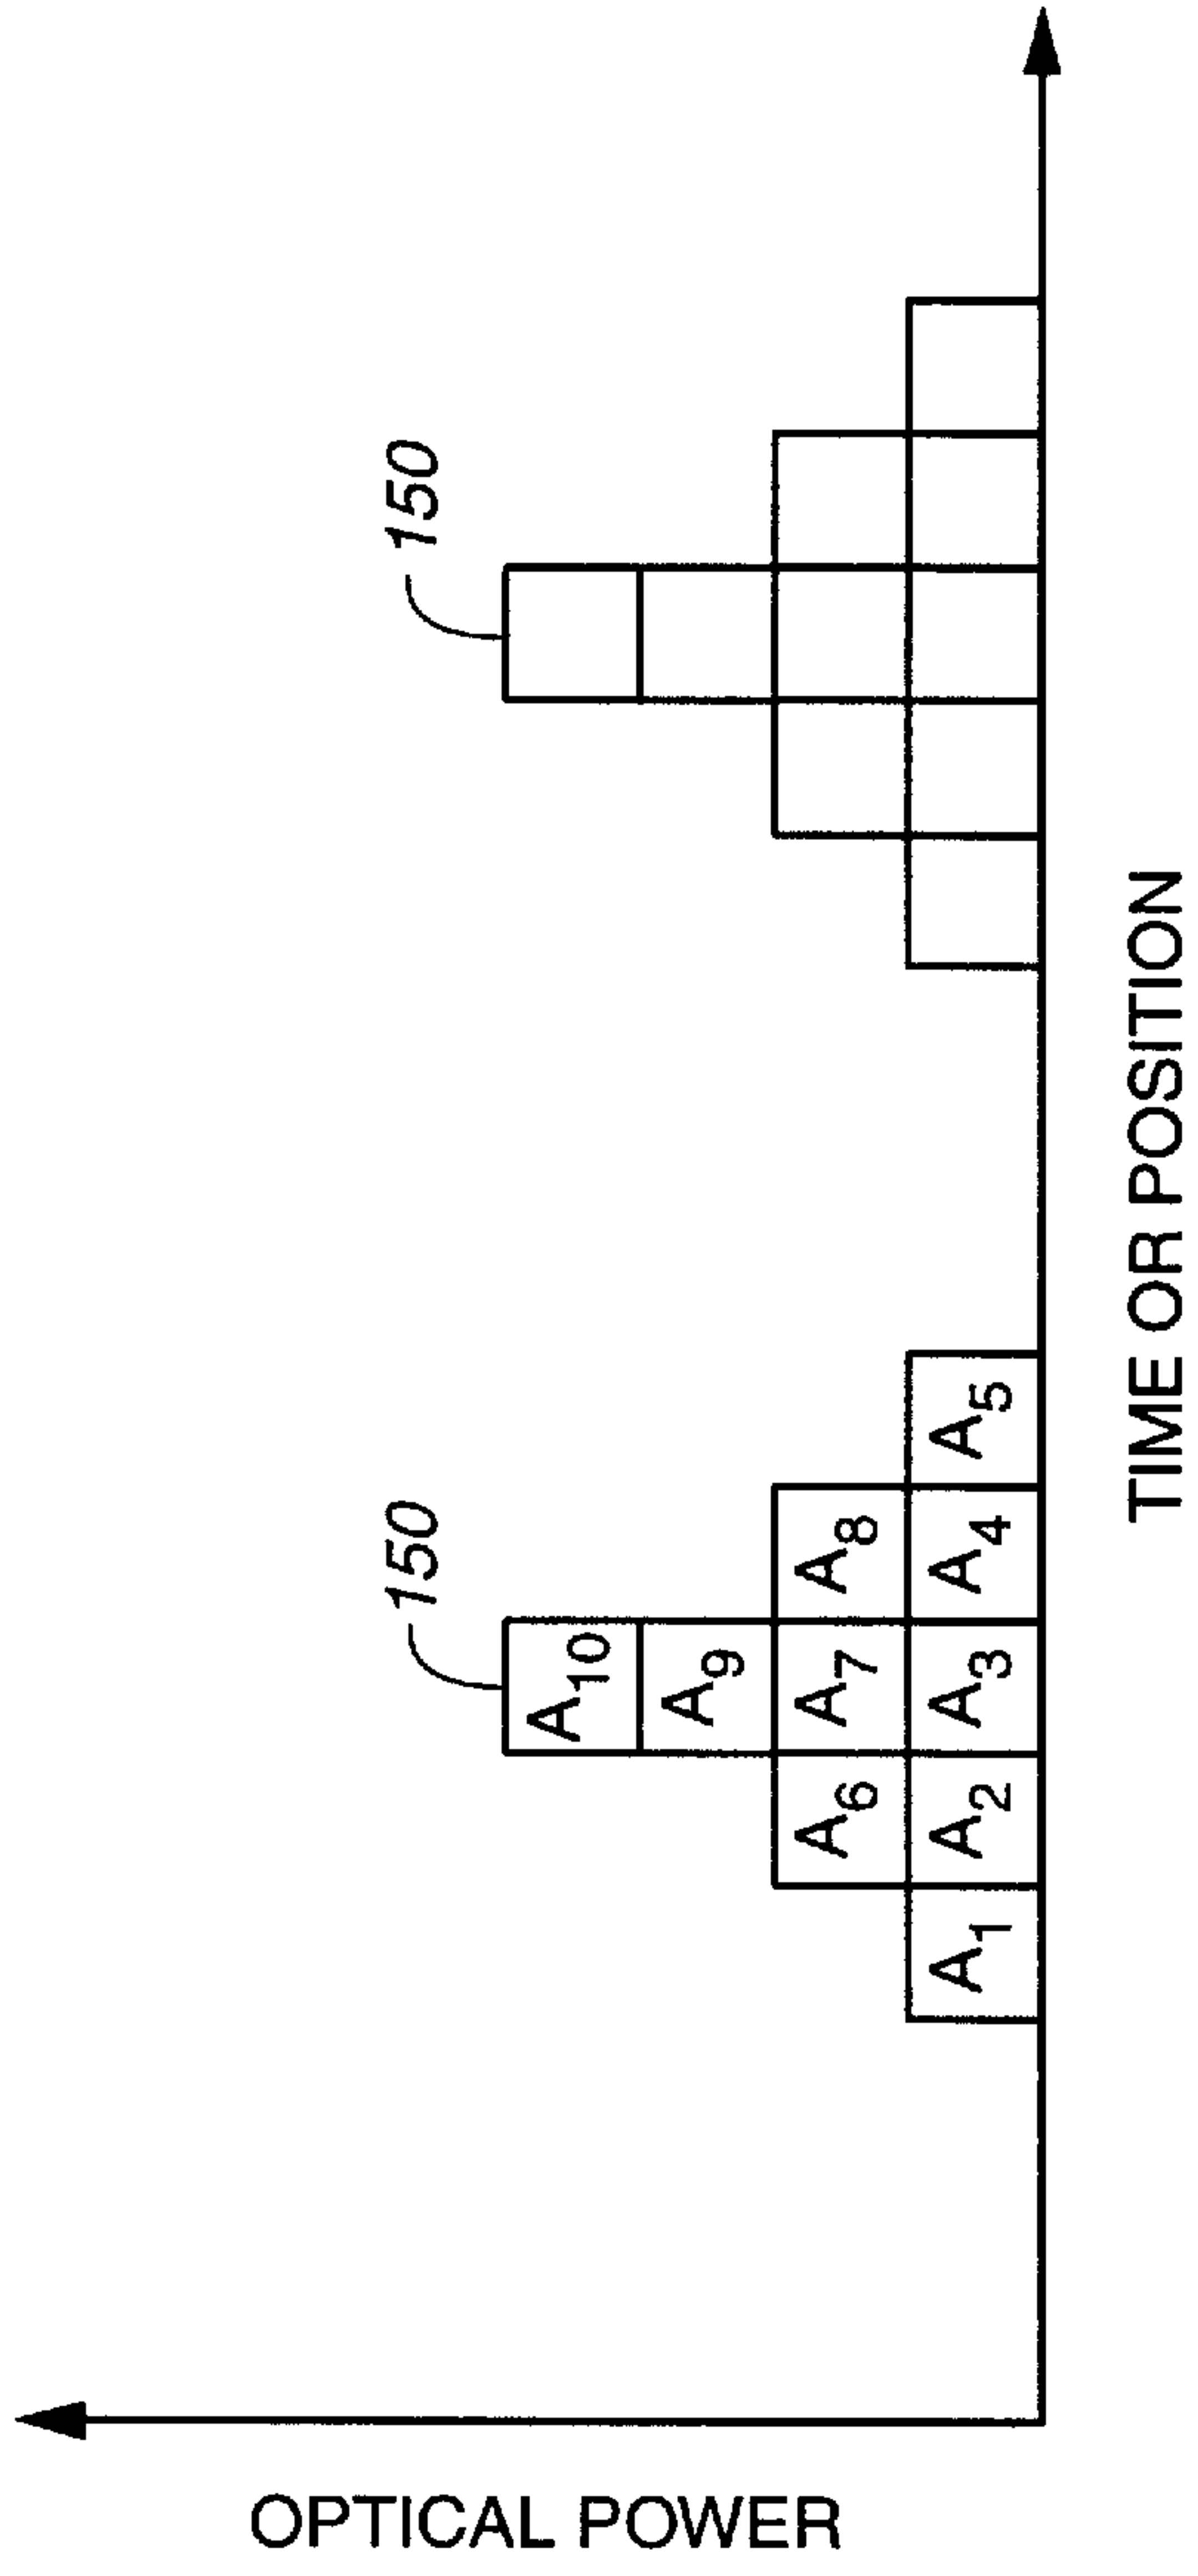 OPTICAL POWER
150
150
A10
A9
A6 A7 A8
A1 A2 A3 A4 A5
TIME OR POSITION